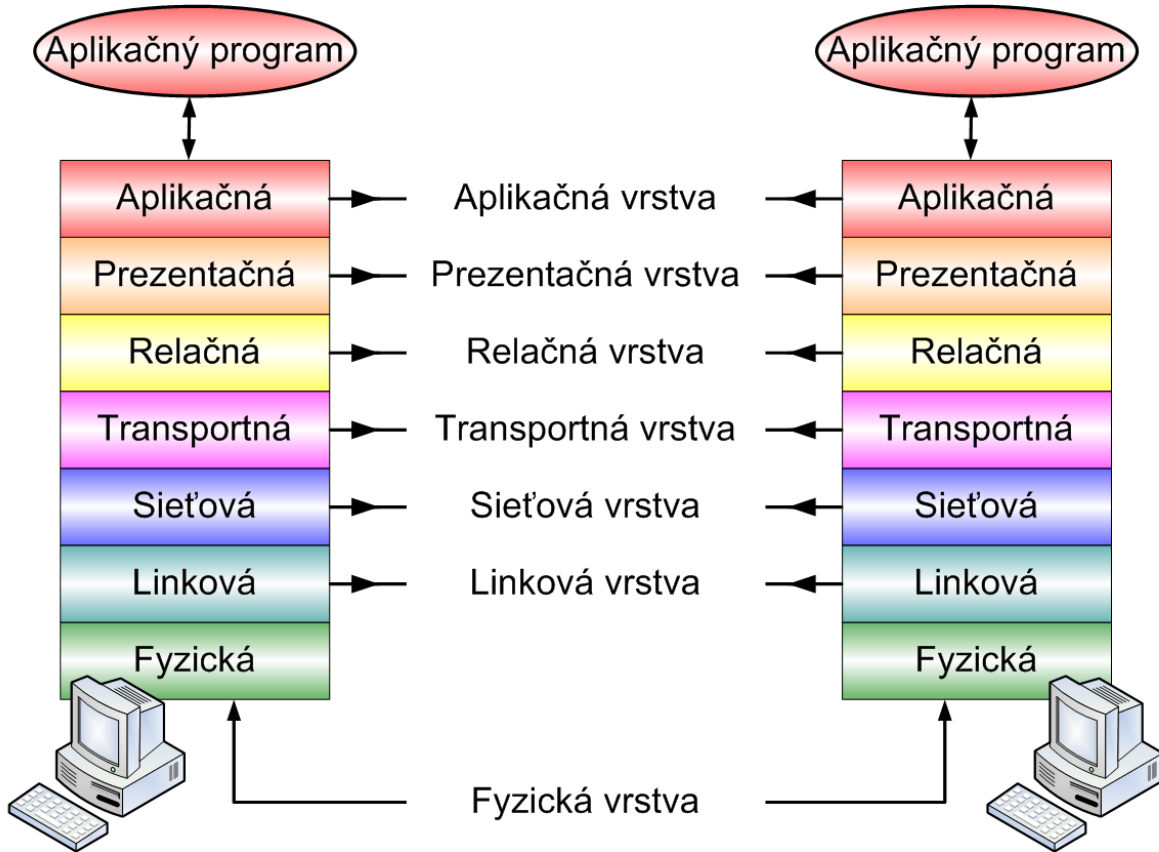 Aplikačný program
Aplikačný program
Aplikačná
Aplikačná vrstva
Aplikačná
Prezentačná
Prezentačná vrstva
Prezentačná
Relačná
Relačná vrstva
Relačná
Transportná
Transportná vrstva
Transportná
Sieťová
Sieťová vrstva
Sieťová
Linková
Linková vrstva
Linková
Fyzická
Fyzická
Fyzická vrstva